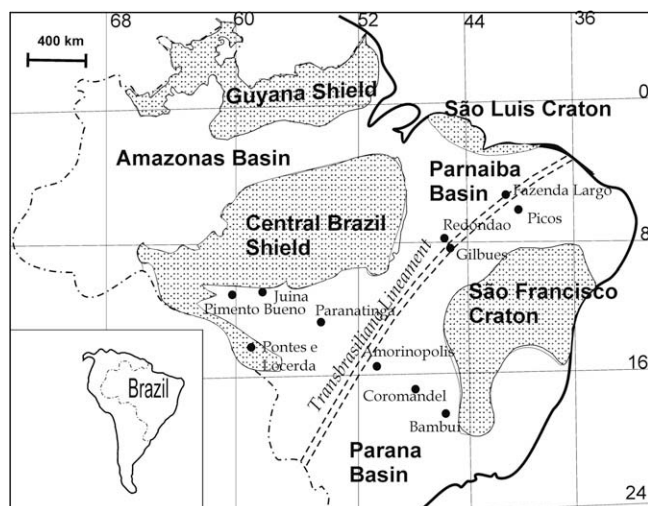 400 km
68
60
52
44
36
Guyana Shield
0
São Luis Craton
Amazonas Basin
Parnaiba
Basin
Fazenda Largo
Picos
Central Brazil
Shield
Redondao
8
Gilbues
São Francisco
Craton
Juina
Pimento Bueno
Paranatinga
Transbrasiliano Lineament
Pontes e
Locerda
Amorinopolis
16
Coromandel
Bambui
Brazil
Parana
Basin
24